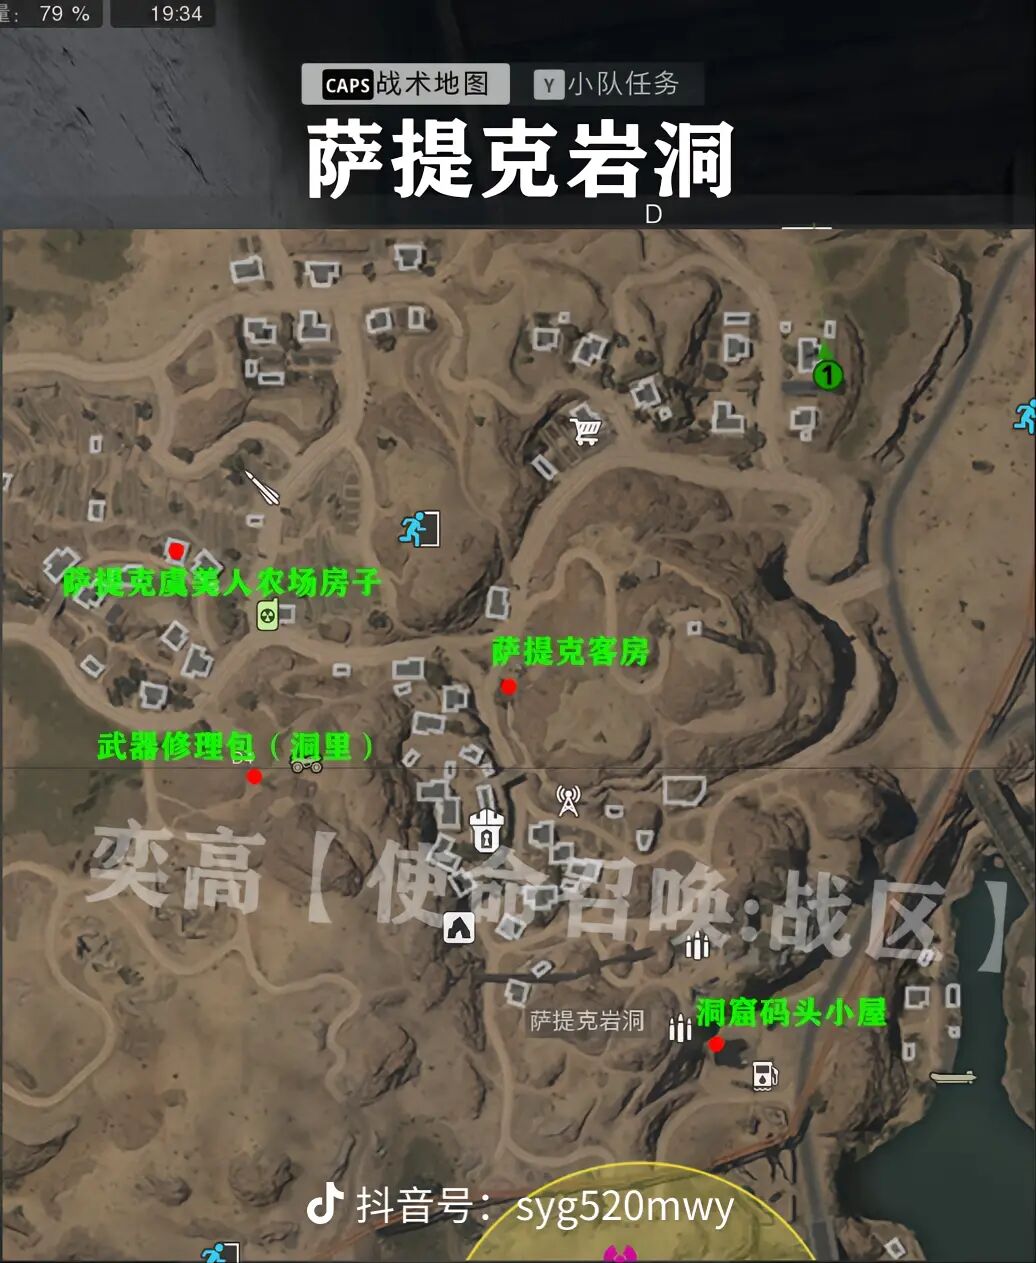 量： 79 % 19:34
CAPS 战术地图 Y 小队任务
萨提克岩洞
D
1
萨提克虞美人农场房子
萨提克客房
武器修理包（洞里）
D4
奕高【使命召唤:战区】
萨提克岩洞
洞窟码头小屋
抖音号：syg520mwy